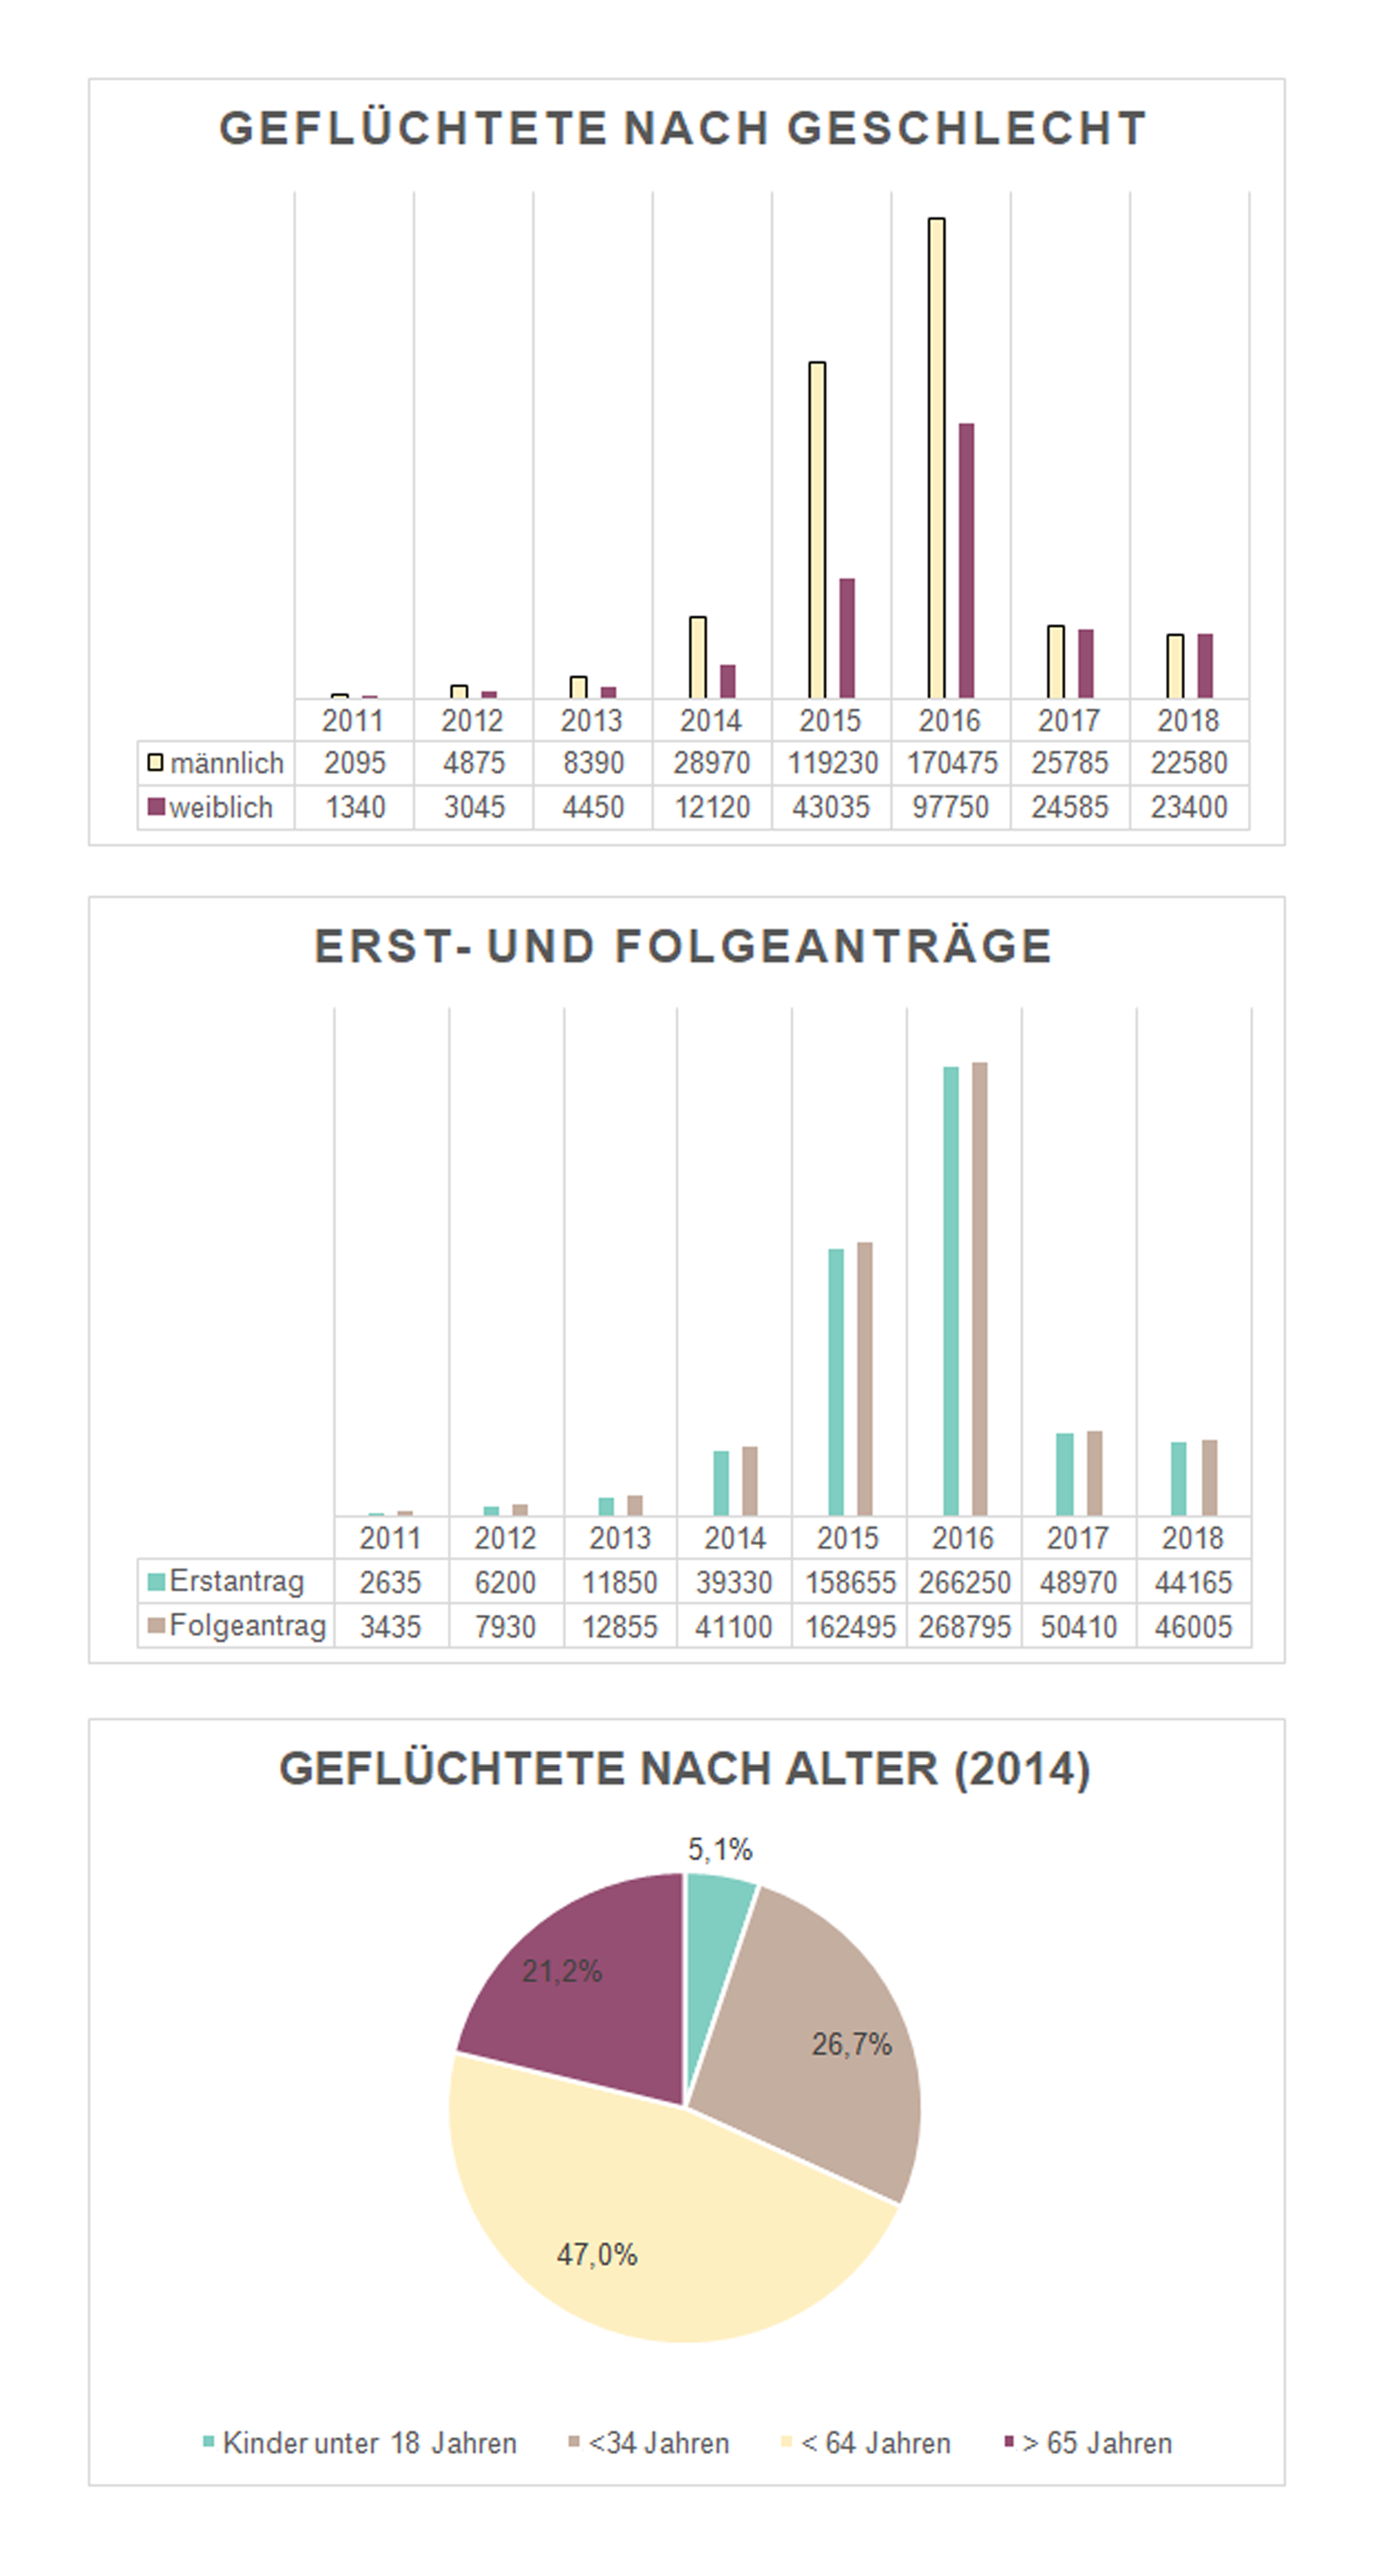 GEFLÜCHTETE NACH GESCHLECHT
2011 2012 2013 2014 2015 2016 2017 2018
männlich 2095 4875 8390 28970 119230 170475 25785 22580
weiblich 1340 3045 4450 12120 43035 97750 24585 23400
ERST- UND FOLGEANTRÄGE
2011 2012 2013 2014 2015 2016 2017 2018
Erstantrag 2635 6200 11850 39330 158655 266250 48970 44165
Folgeantrag 3435 7930 12855 41100 162495 268795 50410 46005
GEFLÜCHTETE NACH ALTER (2014)
5,1%
21,2%
26,7%
47,0%
Kinder unter 18 Jahren <34 Jahren < 64 Jahren > 65 Jahren